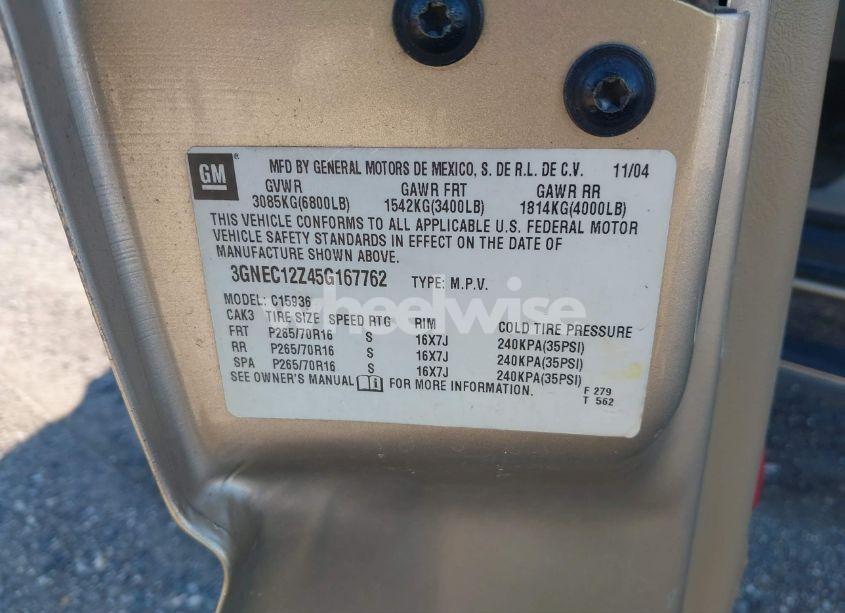 GM
MFD BY GENERAL MOTORS DE MEXICO, S. DE R.L. DE C.V. 11/04
GVWR GAWR FRT GAWR RR
3085KG(6800LB) 1542KG(3400LB) 1814KG(4000LB)
THIS VEHICLE CONFORMS TO ALL APPLICABLE U.S. FEDERAL MOTOR
VEHICLE SAFETY STANDARDS IN EFFECT ON THE DATE OF
MANUFACTURE SHOWN ABOVE.
3GNEC12Z45G167762 TYPE: M.P.V.
MODEL: C15936
CAK3 TIRE SIZE SPEED RTG RIM COLD TIRE PRESSURE
FRT P265/70R16 S 16X7J 240KPA(35PSI)
RR P265/70R16 S 16X7J 240KPA(35PSI)
SPA P265/70R16 S 16X7J 240KPA(35PSI)
SEE OWNER'S MANUAL FOR MORE INFORMATION.
F 279
T 562
wheelwise